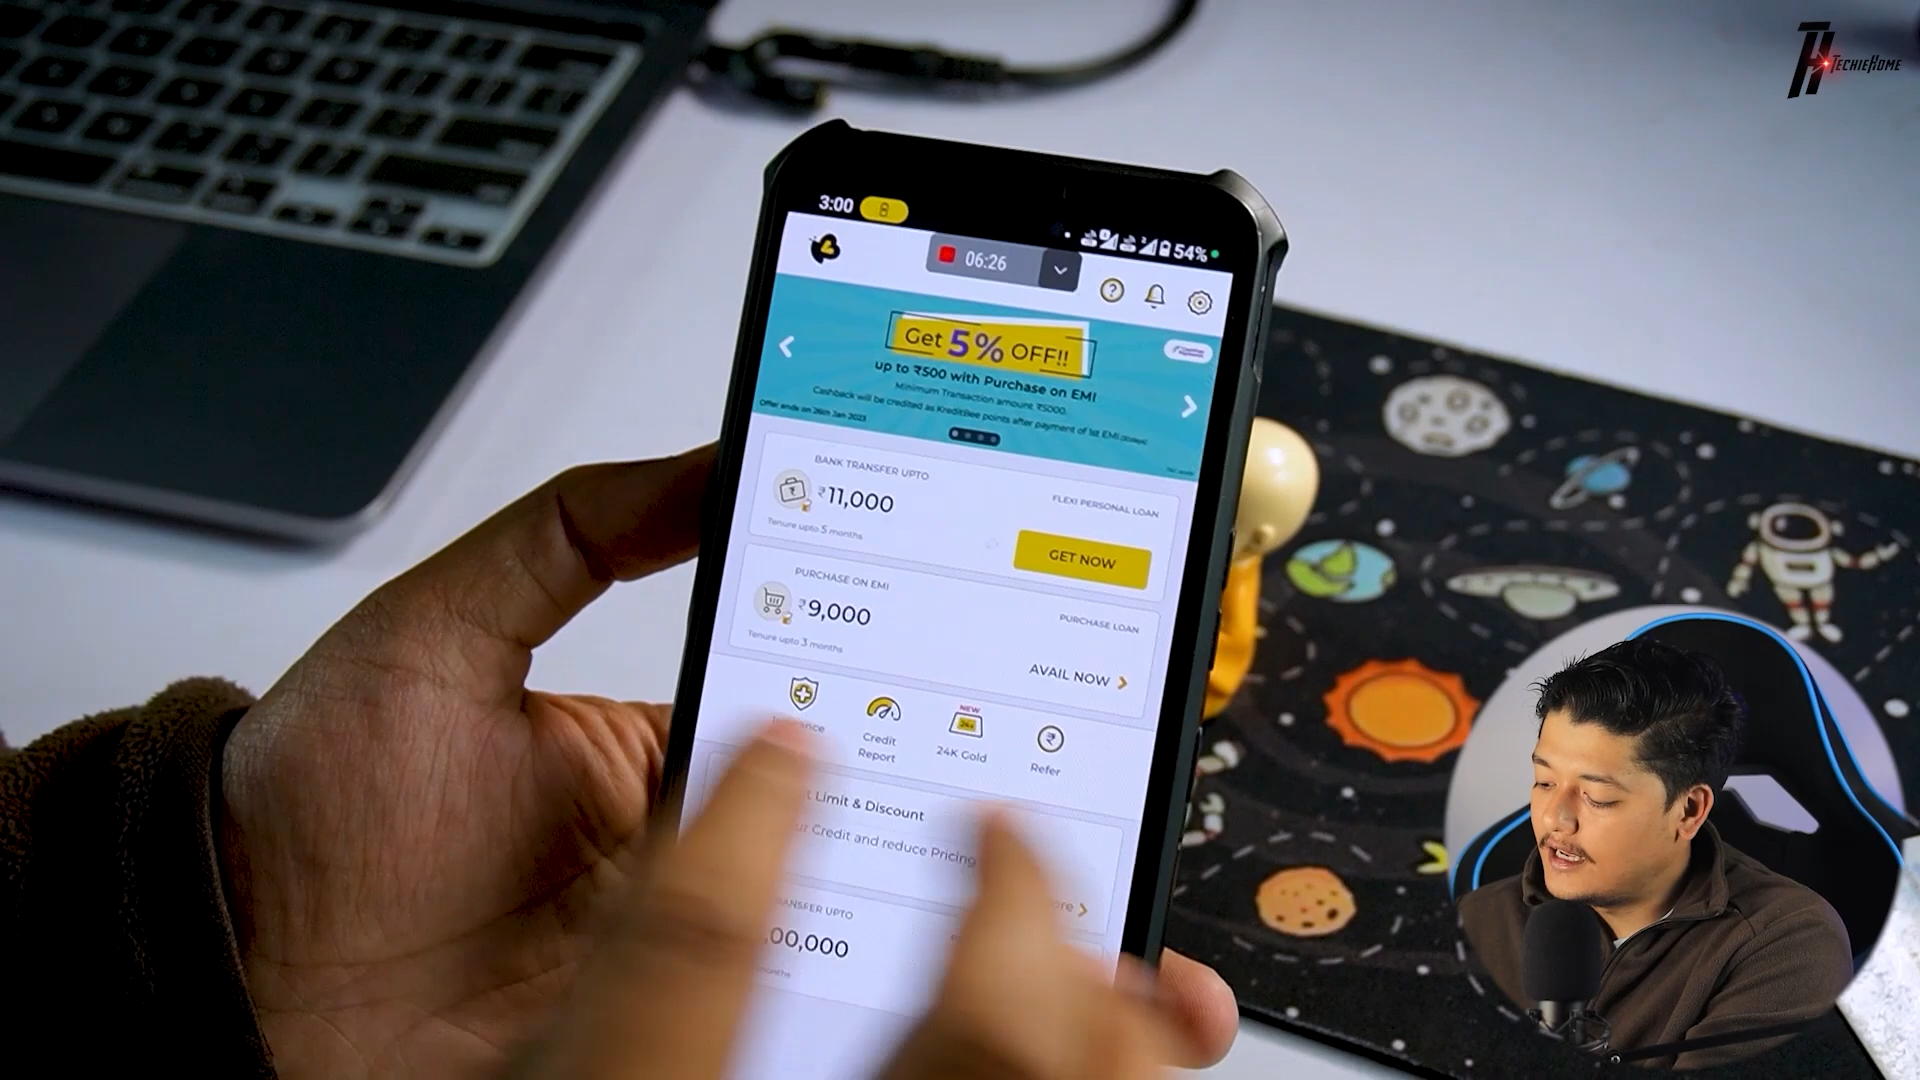 TECHIEHOME
3:00
54%
06:26
Get 5% OFF!!
up to ₹500 with Purchase on EMI
Minimum Transaction amount ₹5000.
Cashback will be credited as KreditBee points after payment of 1st EMI
Offer ends on 26th Jan 2023
BANK TRANSFER UPTO
₹11,000
Tenure upto 5 months
FLEXI PERSONAL LOAN
GET NOW
PURCHASE ON EMI
₹9,000
Tenure upto 3 months
PURCHASE LOAN
AVAIL NOW
Credit
Report
NEW
24K
24K Gold
Refer
Limit & Discount
Credit and reduce Pricing
UPTO
00,000
months